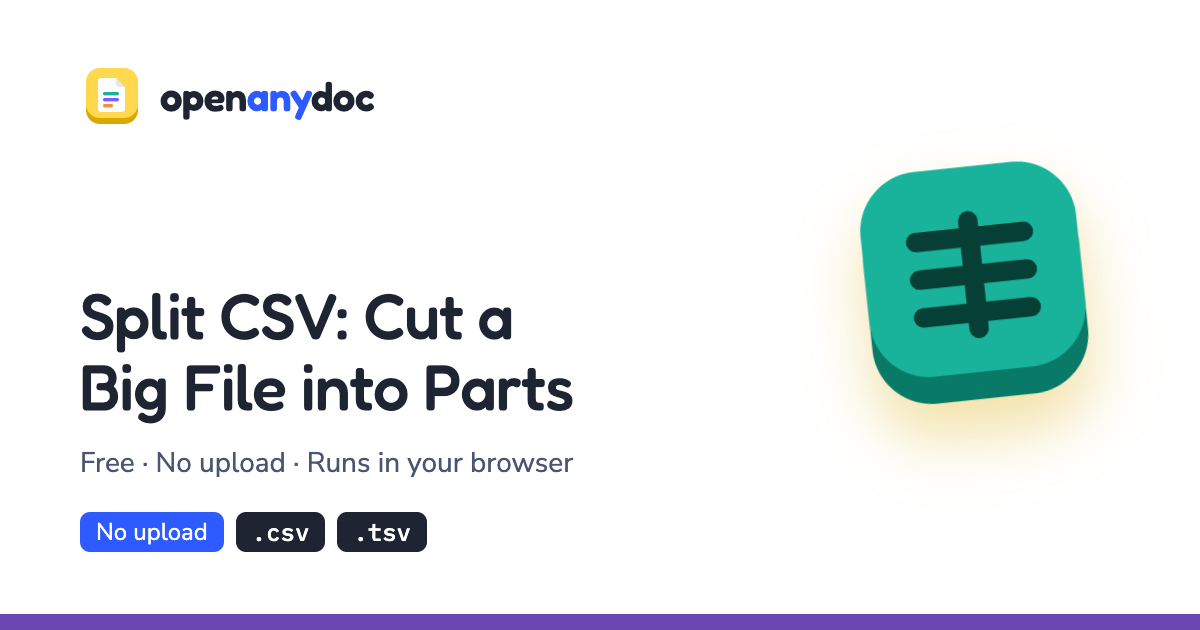 openanydoc
Split CSV: Cut a
Big File into Parts
Free · No upload · Runs in your browser
No upload
.csv
.tsv